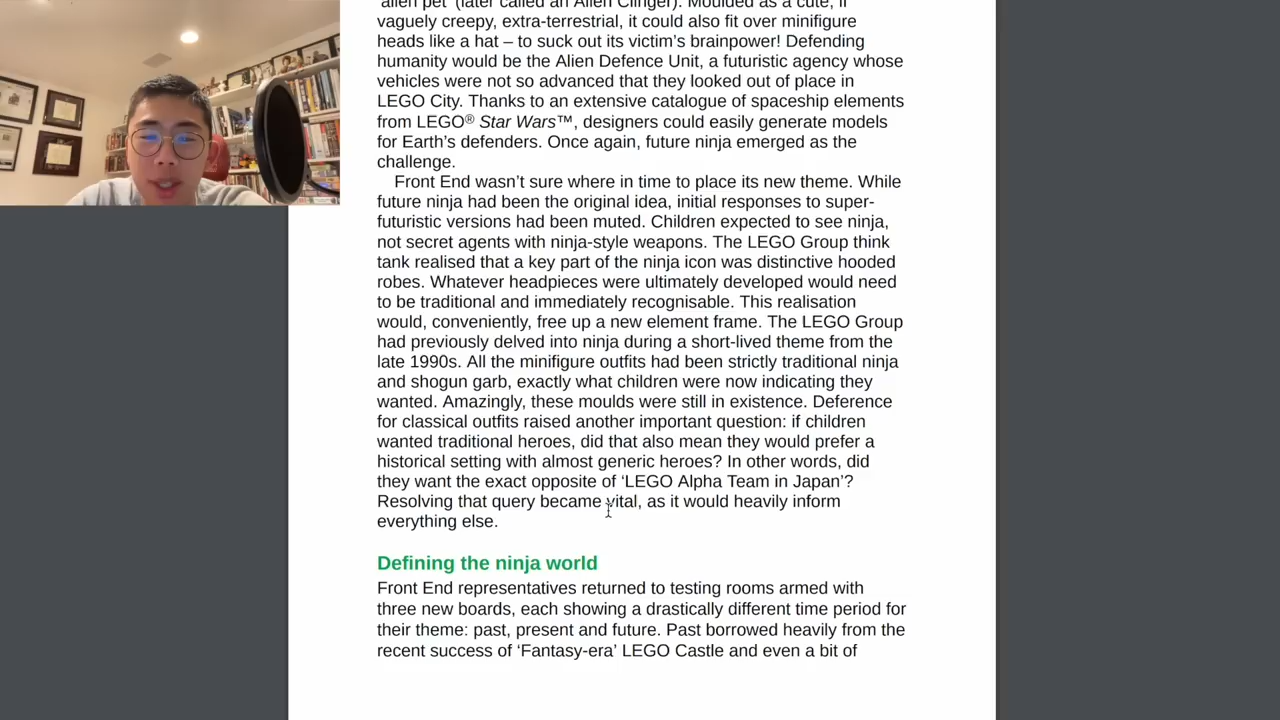 'alien pet' (later called an Alien Clinger). Moulded as a cute, if
vaguely creepy, extra-terrestrial, it could also fit over minifigure
heads like a hat – to suck out its victim’s brainpower! Defending
humanity would be the Alien Defence Unit, a futuristic agency whose
vehicles were not so advanced that they looked out of place in
LEGO City. Thanks to an extensive catalogue of spaceship elements
from LEGO® Star Wars™, designers could easily generate models
for Earth’s defenders. Once again, future ninja emerged as the
challenge.
Front End wasn’t sure where in time to place its new theme. While
future ninja had been the original idea, initial responses to super-
futuristic versions had been muted. Children expected to see ninja,
not secret agents with ninja-style weapons. The LEGO Group think
tank realised that a key part of the ninja icon was distinctive hooded
robes. Whatever headpieces were ultimately developed would need
to be traditional and immediately recognisable. This realisation
would, conveniently, free up a new element frame. The LEGO Group
had previously delved into ninja during a short-lived theme from the
late 1990s. All the minifigure outfits had been strictly traditional ninja
and shogun garb, exactly what children were now indicating they
wanted. Amazingly, these moulds were still in existence. Deference
for classical outfits raised another important question: if children
wanted traditional heroes, did that also mean they would prefer a
historical setting with almost generic heroes? In other words, did
they want the exact opposite of ‘LEGO Alpha Team in Japan’?
Resolving that query became vital, as it would heavily inform
everything else.
Defining the ninja world
Front End representatives returned to testing rooms armed with
three new boards, each showing a drastically different time period for
their theme: past, present and future. Past borrowed heavily from the
recent success of ‘Fantasy-era’ LEGO Castle and even a bit of